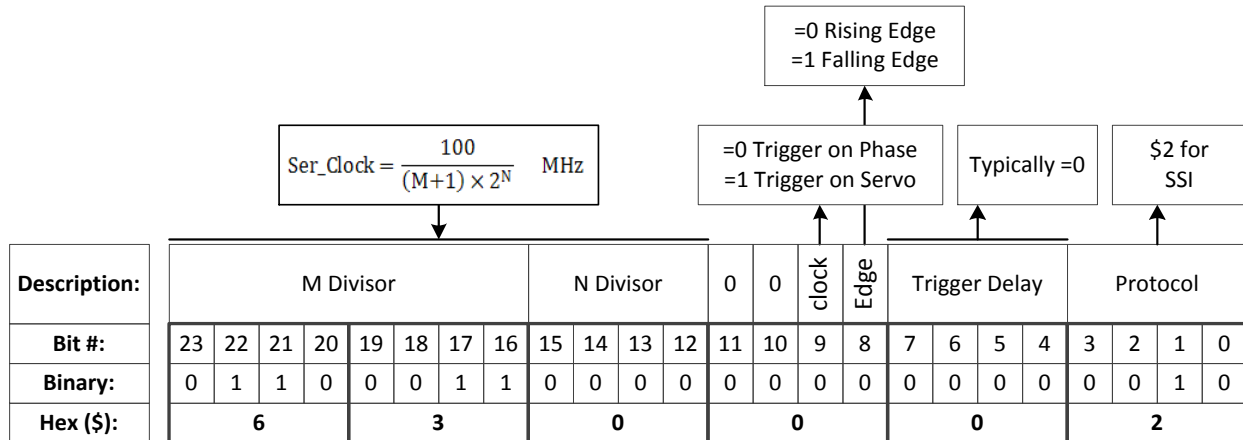 =0 Rising Edge
=1 Falling Edge
Ser_Clock = 100 / ((M+1) × 2^N) MHz
=0 Trigger on Phase
=1 Trigger on Servo
Typically =0
$2 for
SSI
Description: M Divisor N Divisor 0 0 clock Edge Trigger Delay Protocol
Bit #: 23 22 21 20 19 18 17 16 15 14 13 12 11 10 9 8 7 6 5 4 3 2 1 0
Binary: 0 1 1 0 0 0 1 1 0 0 0 0 0 0 0 0 0 0 0 0 0 0 1 0
Hex ($): 6 3 0 0 0 2